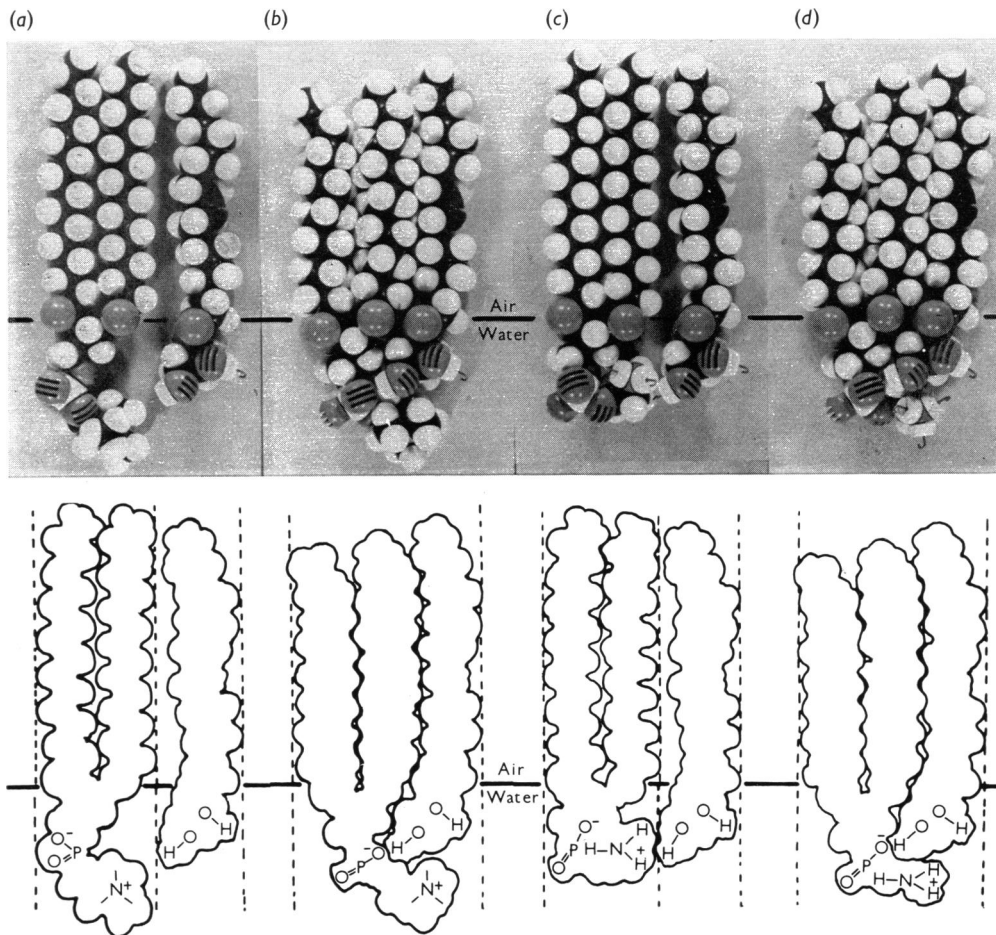 (a) (b) (c) (d)
Air
Water
Air
Water
O⁻ P O H O O H N⁺
O⁻ P O H O O H N⁺
O⁻ P O H N H H + H O O H
O⁻ P O H N H H + H O O H